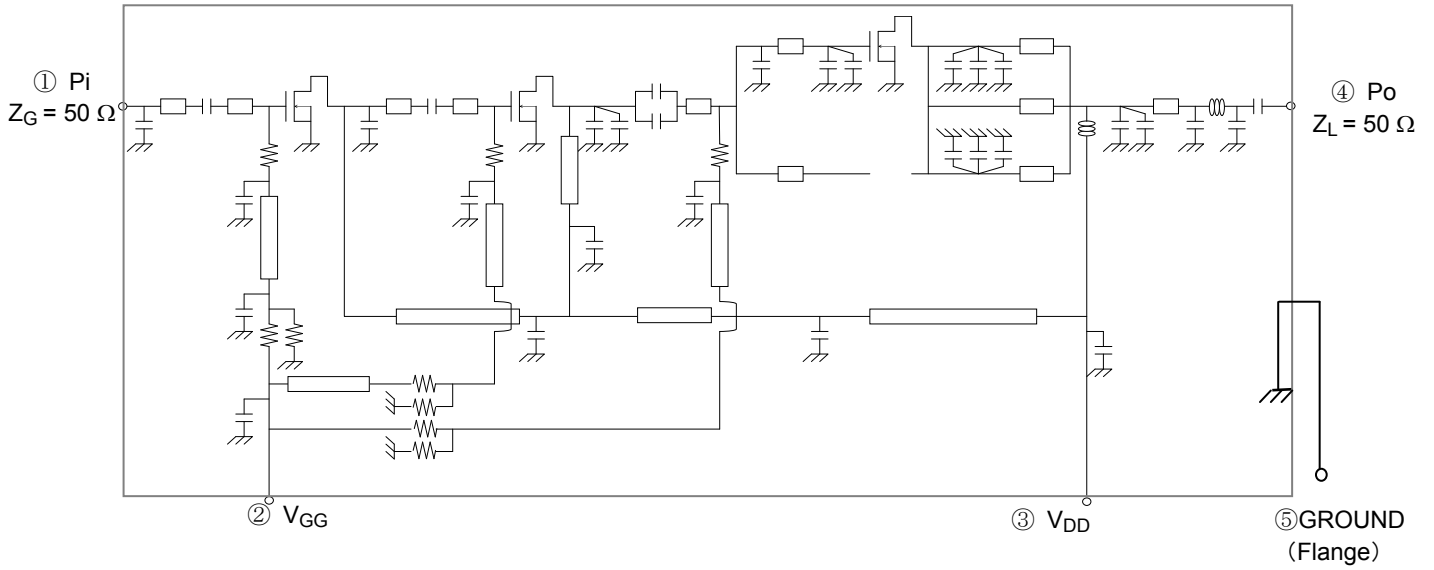 ① Pi
Z_G = 50 Ω
④ Po
Z_L = 50 Ω
② V_GG
③ V_DD
⑤GROUND
(Flange)